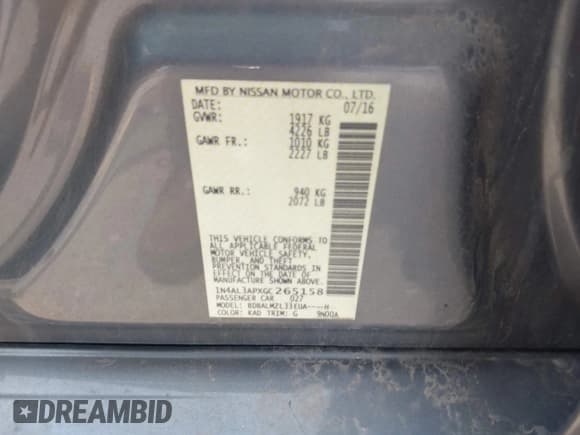 MFD BY NISSAN MOTOR CO., LTD.
DATE: 07/16
GVWR: 1917 KG
4226 LB
GAWR FR.: 1010 KG
2227 LB
GAWR RR.: 940 KG
2072 LB
THIS VEHICLE CONFORMS TO
ALL APPLICABLE FEDERAL
MOTOR VEHICLE SAFETY,
BUMPER, AND THEFT
PREVENTION STANDARDS IN
EFFECT ON THE DATE OF
MANUFACTURE SHOWN ABOVE.
1N4AL3APXGC265158
PASSENGER CAR 027
MODEL: BDBALMZL33EUA----H
COLOR: KAD TRIM: G 9N00A
DREAMBID